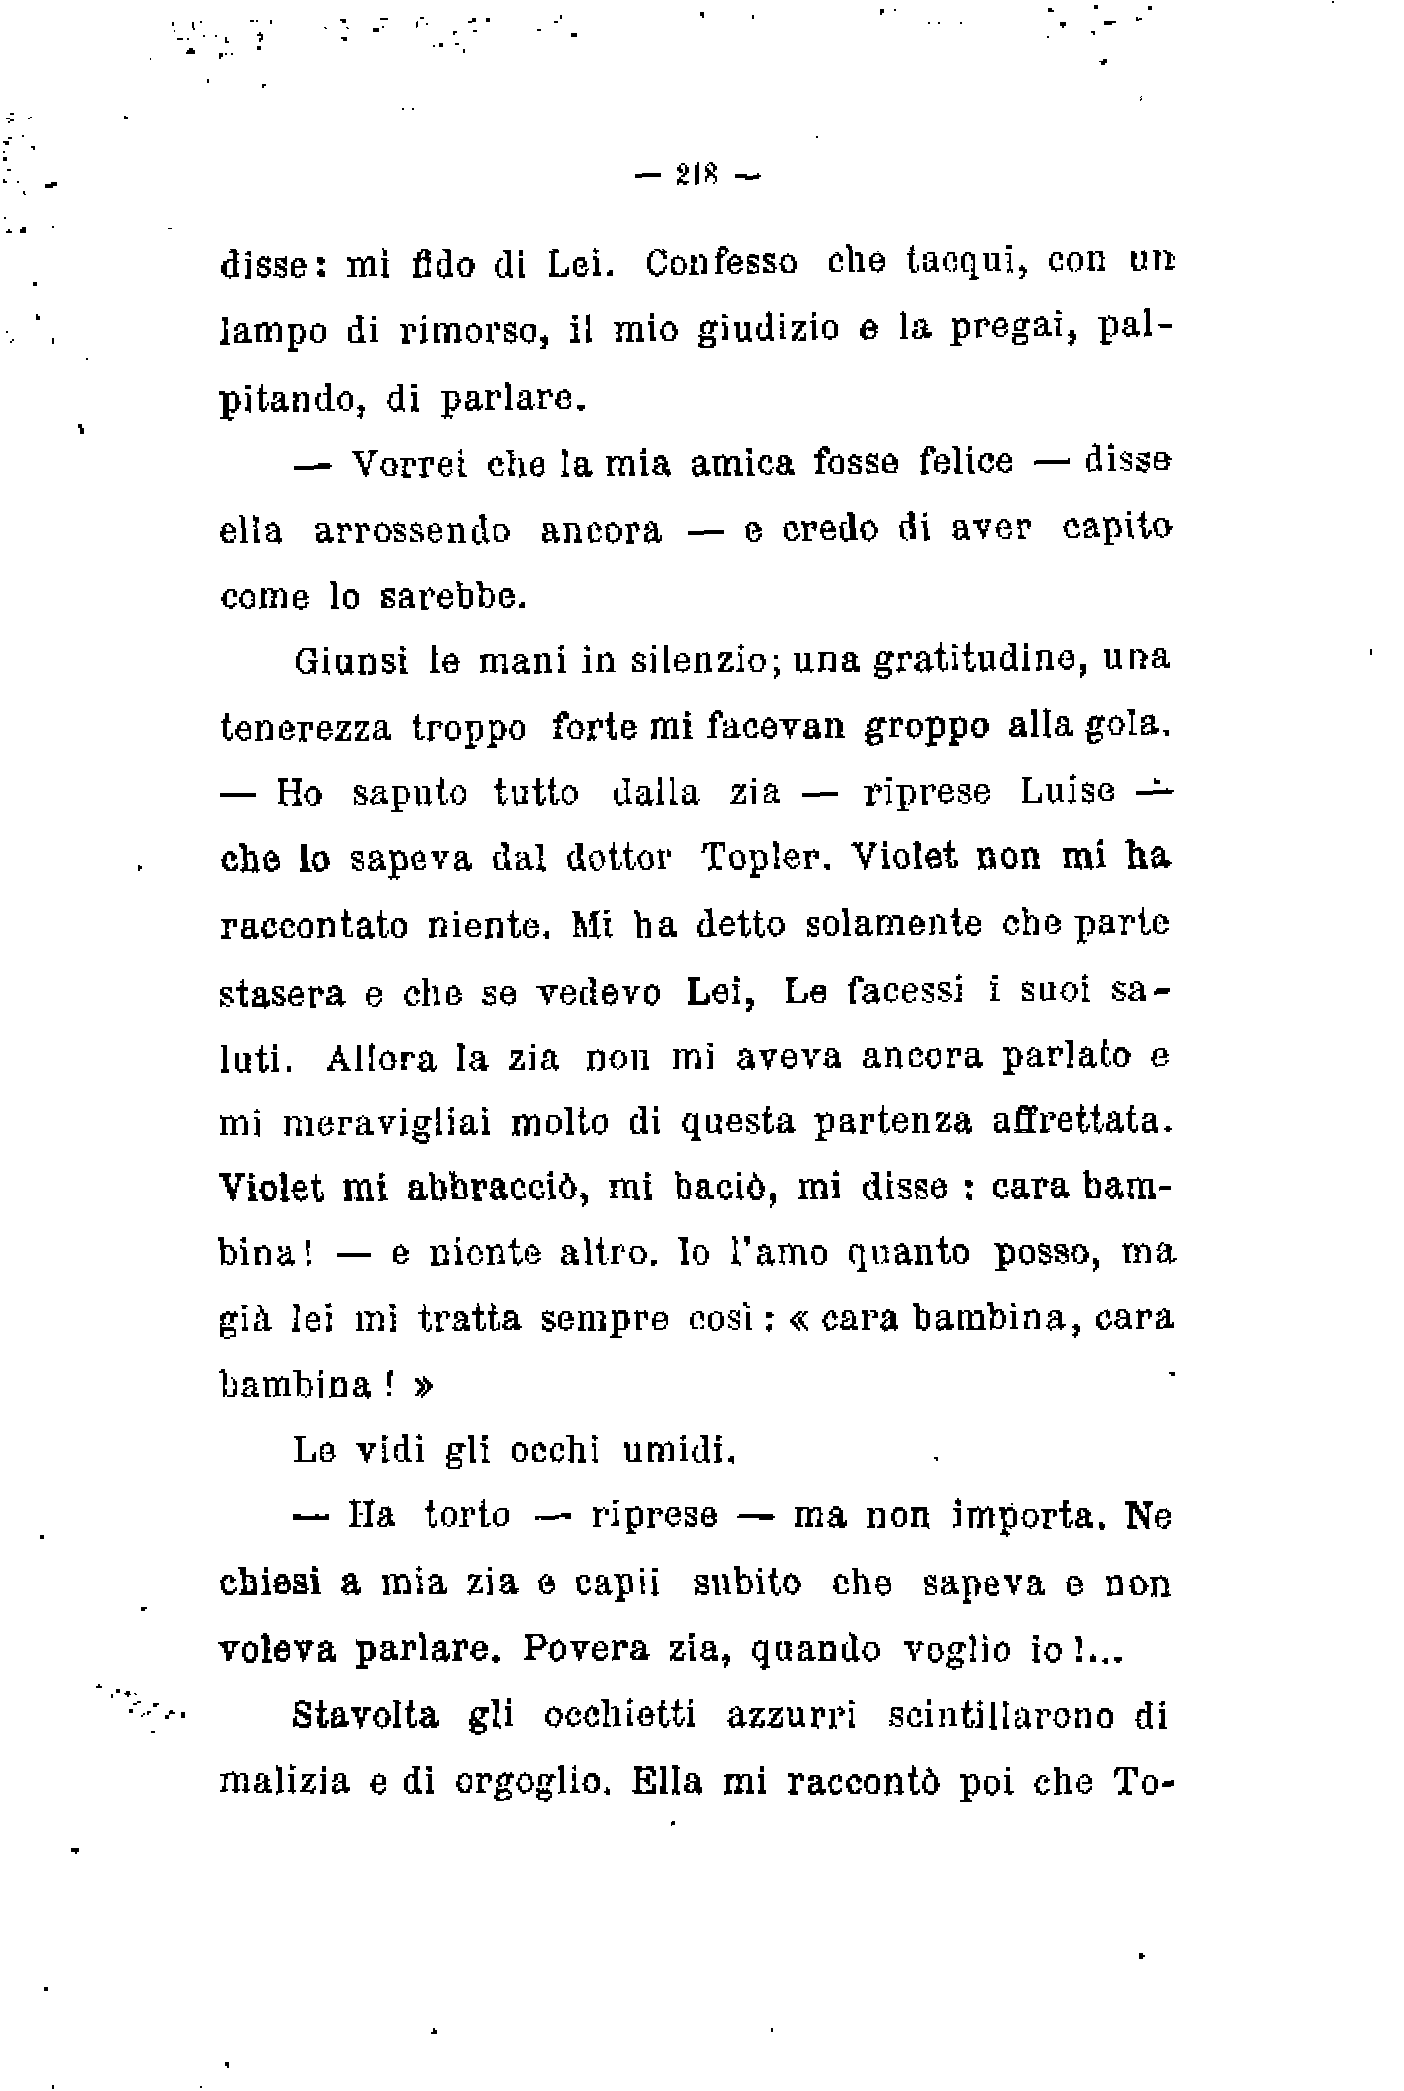 — 218 —
disse: mi fido di Lei. Confesso che tacqui, con un
lampo di rimorso, il mio giudizio e la pregai, pal-
pitando, di parlare.
— Vorrei che la mia amica fosse felice — disse
ella arrossendo ancora — e credo di aver capito
come lo sarebbe.
Giunsi le mani in silenzio; una gratitudine, una
tenerezza troppo forte mi facevan groppo alla gola.
— Ho saputo tutto dalla zia — riprese Luise —
che lo sapeva dal dottor Topler. Violet non mi ha
raccontato niente. Mi ha detto solamente che parte
stasera e che se vedevo Lei, Le facessi i suoi sa-
luti. Allora la zia non mi aveva ancora parlato e
mi meravigliai molto di questa partenza affrettata.
Violet mi abbracciò, mi baciò, mi disse : cara bam-
bina! — e niente altro. Io l'amo quanto posso, ma
già lei mi tratta sempre così : « cara bambina, cara
bambina ! »
Le vidi gli occhi umidi.
— Ha torto — riprese — ma non importa. Ne
chiesi a mia zia e capii subito che sapeva e non
voleva parlare. Povera zia, quando voglio io !...
Stavolta gli occhietti azzurri scintillarono di
malizia e di orgoglio. Ella mi raccontò poi che To-